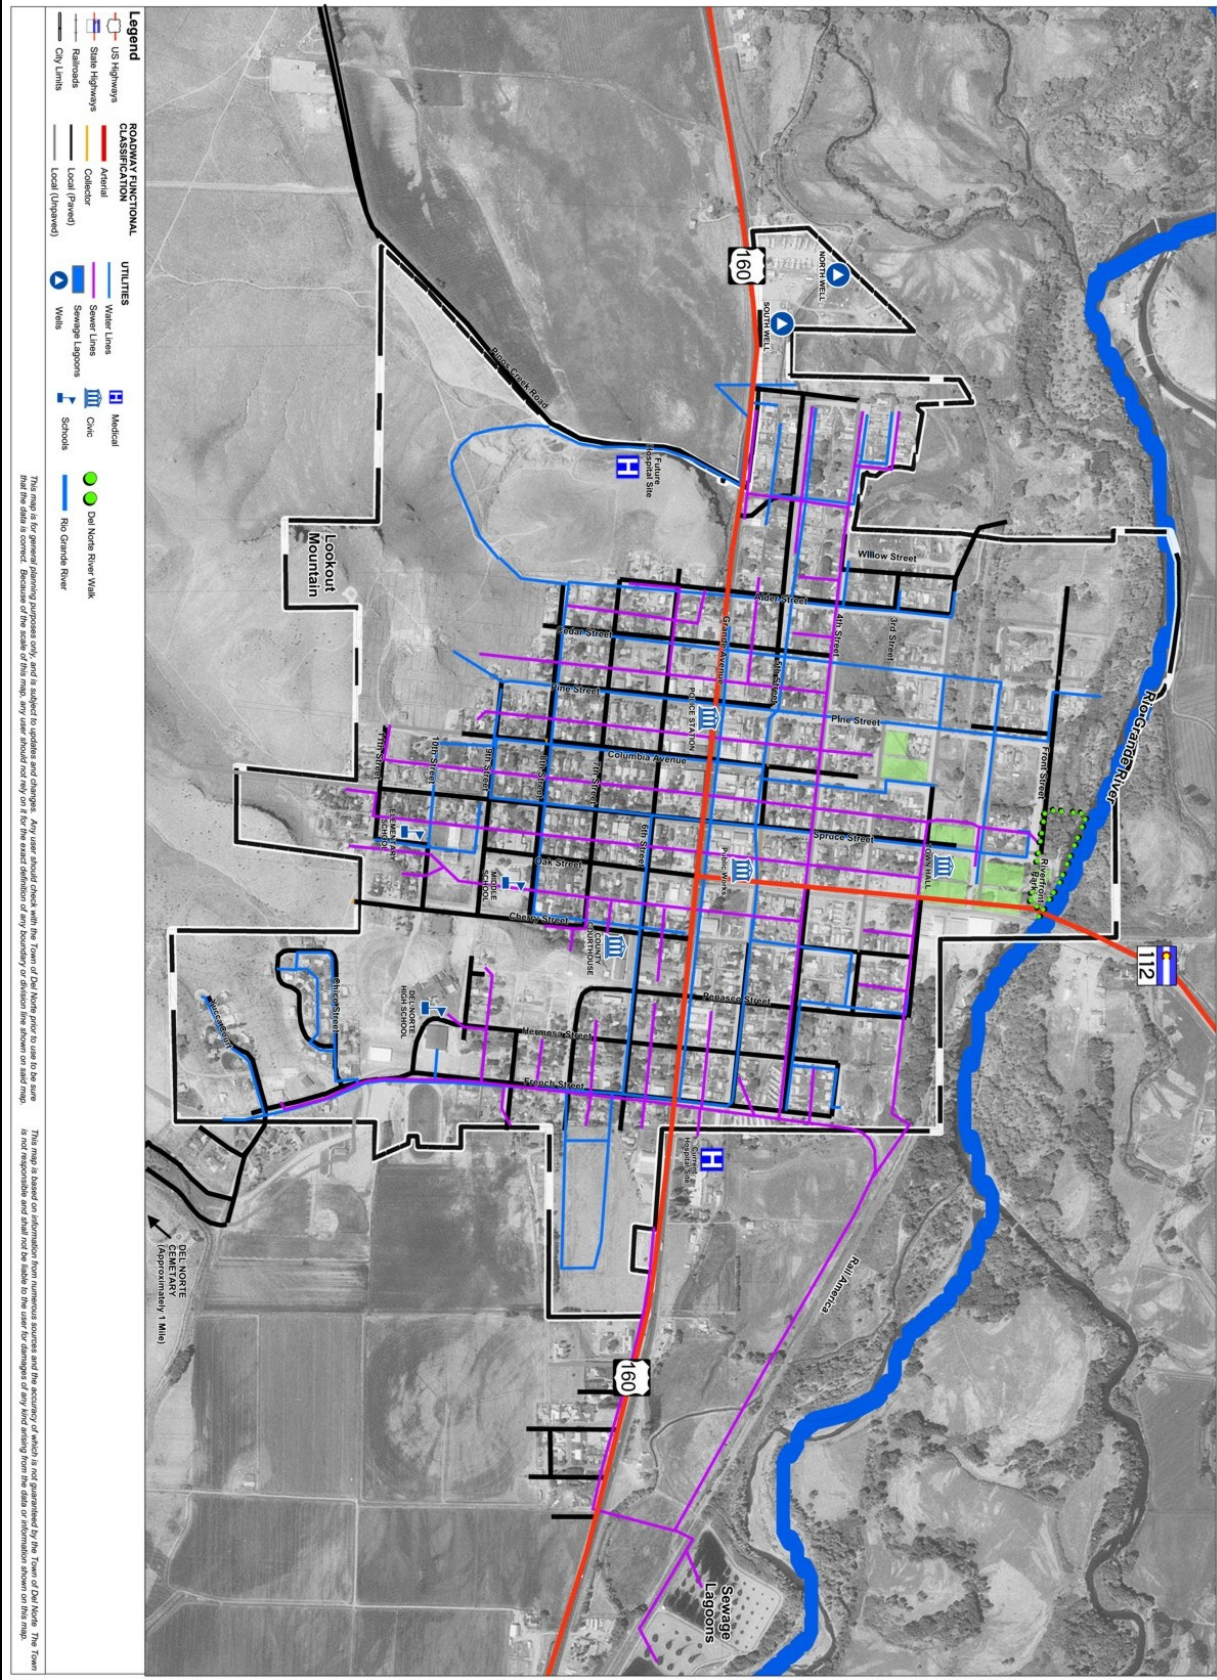 Legend
US Highways
State Highways
Railroads
City Limits
ROADWAY FUNCTIONAL
CLASSIFICATION
Arterial
Collector
Local (Paved)
Local (Unpaved)
UTILITIES
Water Lines
Sewer Lines
Sewage Lagoons
Wells
Medical
Civic
Schools
Del Norte River Walk
Rio Grande River
This map is for general planning purposes only, and is subject to updates and changes. Any user should check with the Town of Del Norte prior to use to be sure
that the data is correct. Because of the scale of this map, any user should not rely on it for the exact definition of any boundary or division line shown on said map.
This map is based on information from numerous sources and the accuracy of which is not guaranteed by the Town of Del Norte. The Town
is not responsible and shall not be liable to the user for damages of any kind arising from the data or information shown on this map.
160
NORTH WELL
SOUTH WELL
Pinos Creek Road
Future
Hospital Site
H
Lookout
Mountain
Willow Street
Alder Street
3rd Street
4th Street
Cedar Street
Grande Avenue
5th Street
Pine Street
Pine Street
POLICE STATION
Columbia Avenue
Front Street
Rio Grande River
11th Street
10th Street
9th Street
8th Street
7th Street
6th Street
Spruce Street
ELEMENTARY
SCHOOL
Oak Street
MIDDLE
SCHOOL
Public Works
TOWN HALL
Riverfront
Park
Cherry Street
COUNTY
COURTHOUSE
112
Penasco Street
DEL NORTE
HIGH SCHOOL
Hermosa Street
French Street
Chico Street
Yucca Court
Current
Hospital Site
H
Rail America
DEL NORTE
CEMETARY
(Approximately 1 Mile)
160
Sewage
Lagoons